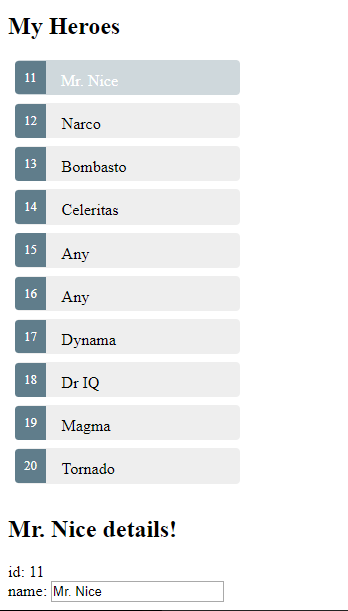 My Heroes
11 Mr. Nice
12 Narco
13 Bombasto
14 Celeritas
15 Any
16 Any
17 Dynama
18 Dr IQ
19 Magma
20 Tornado
Mr. Nice details!
id: 11
name: Mr. Nice